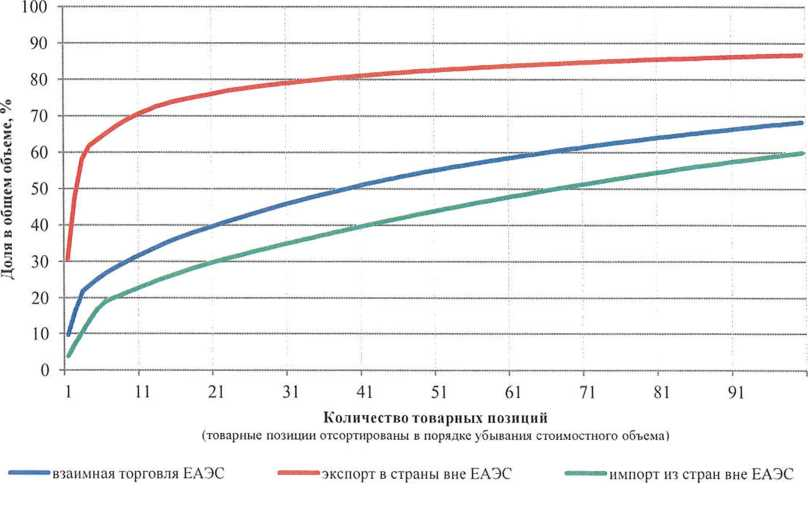 100
90
80
70
60
50
40
30
20
10
0
Доля в общем объеме, %
1 11 21 31 41 51 61 71 81 91
Количество товарных позиций
(товарные позиции отсортированы в порядке убывания стоимостного объема)
взаимная торговля ЕАЭС экспорт в страны вне ЕАЭС импорт из стран вне ЕАЭС